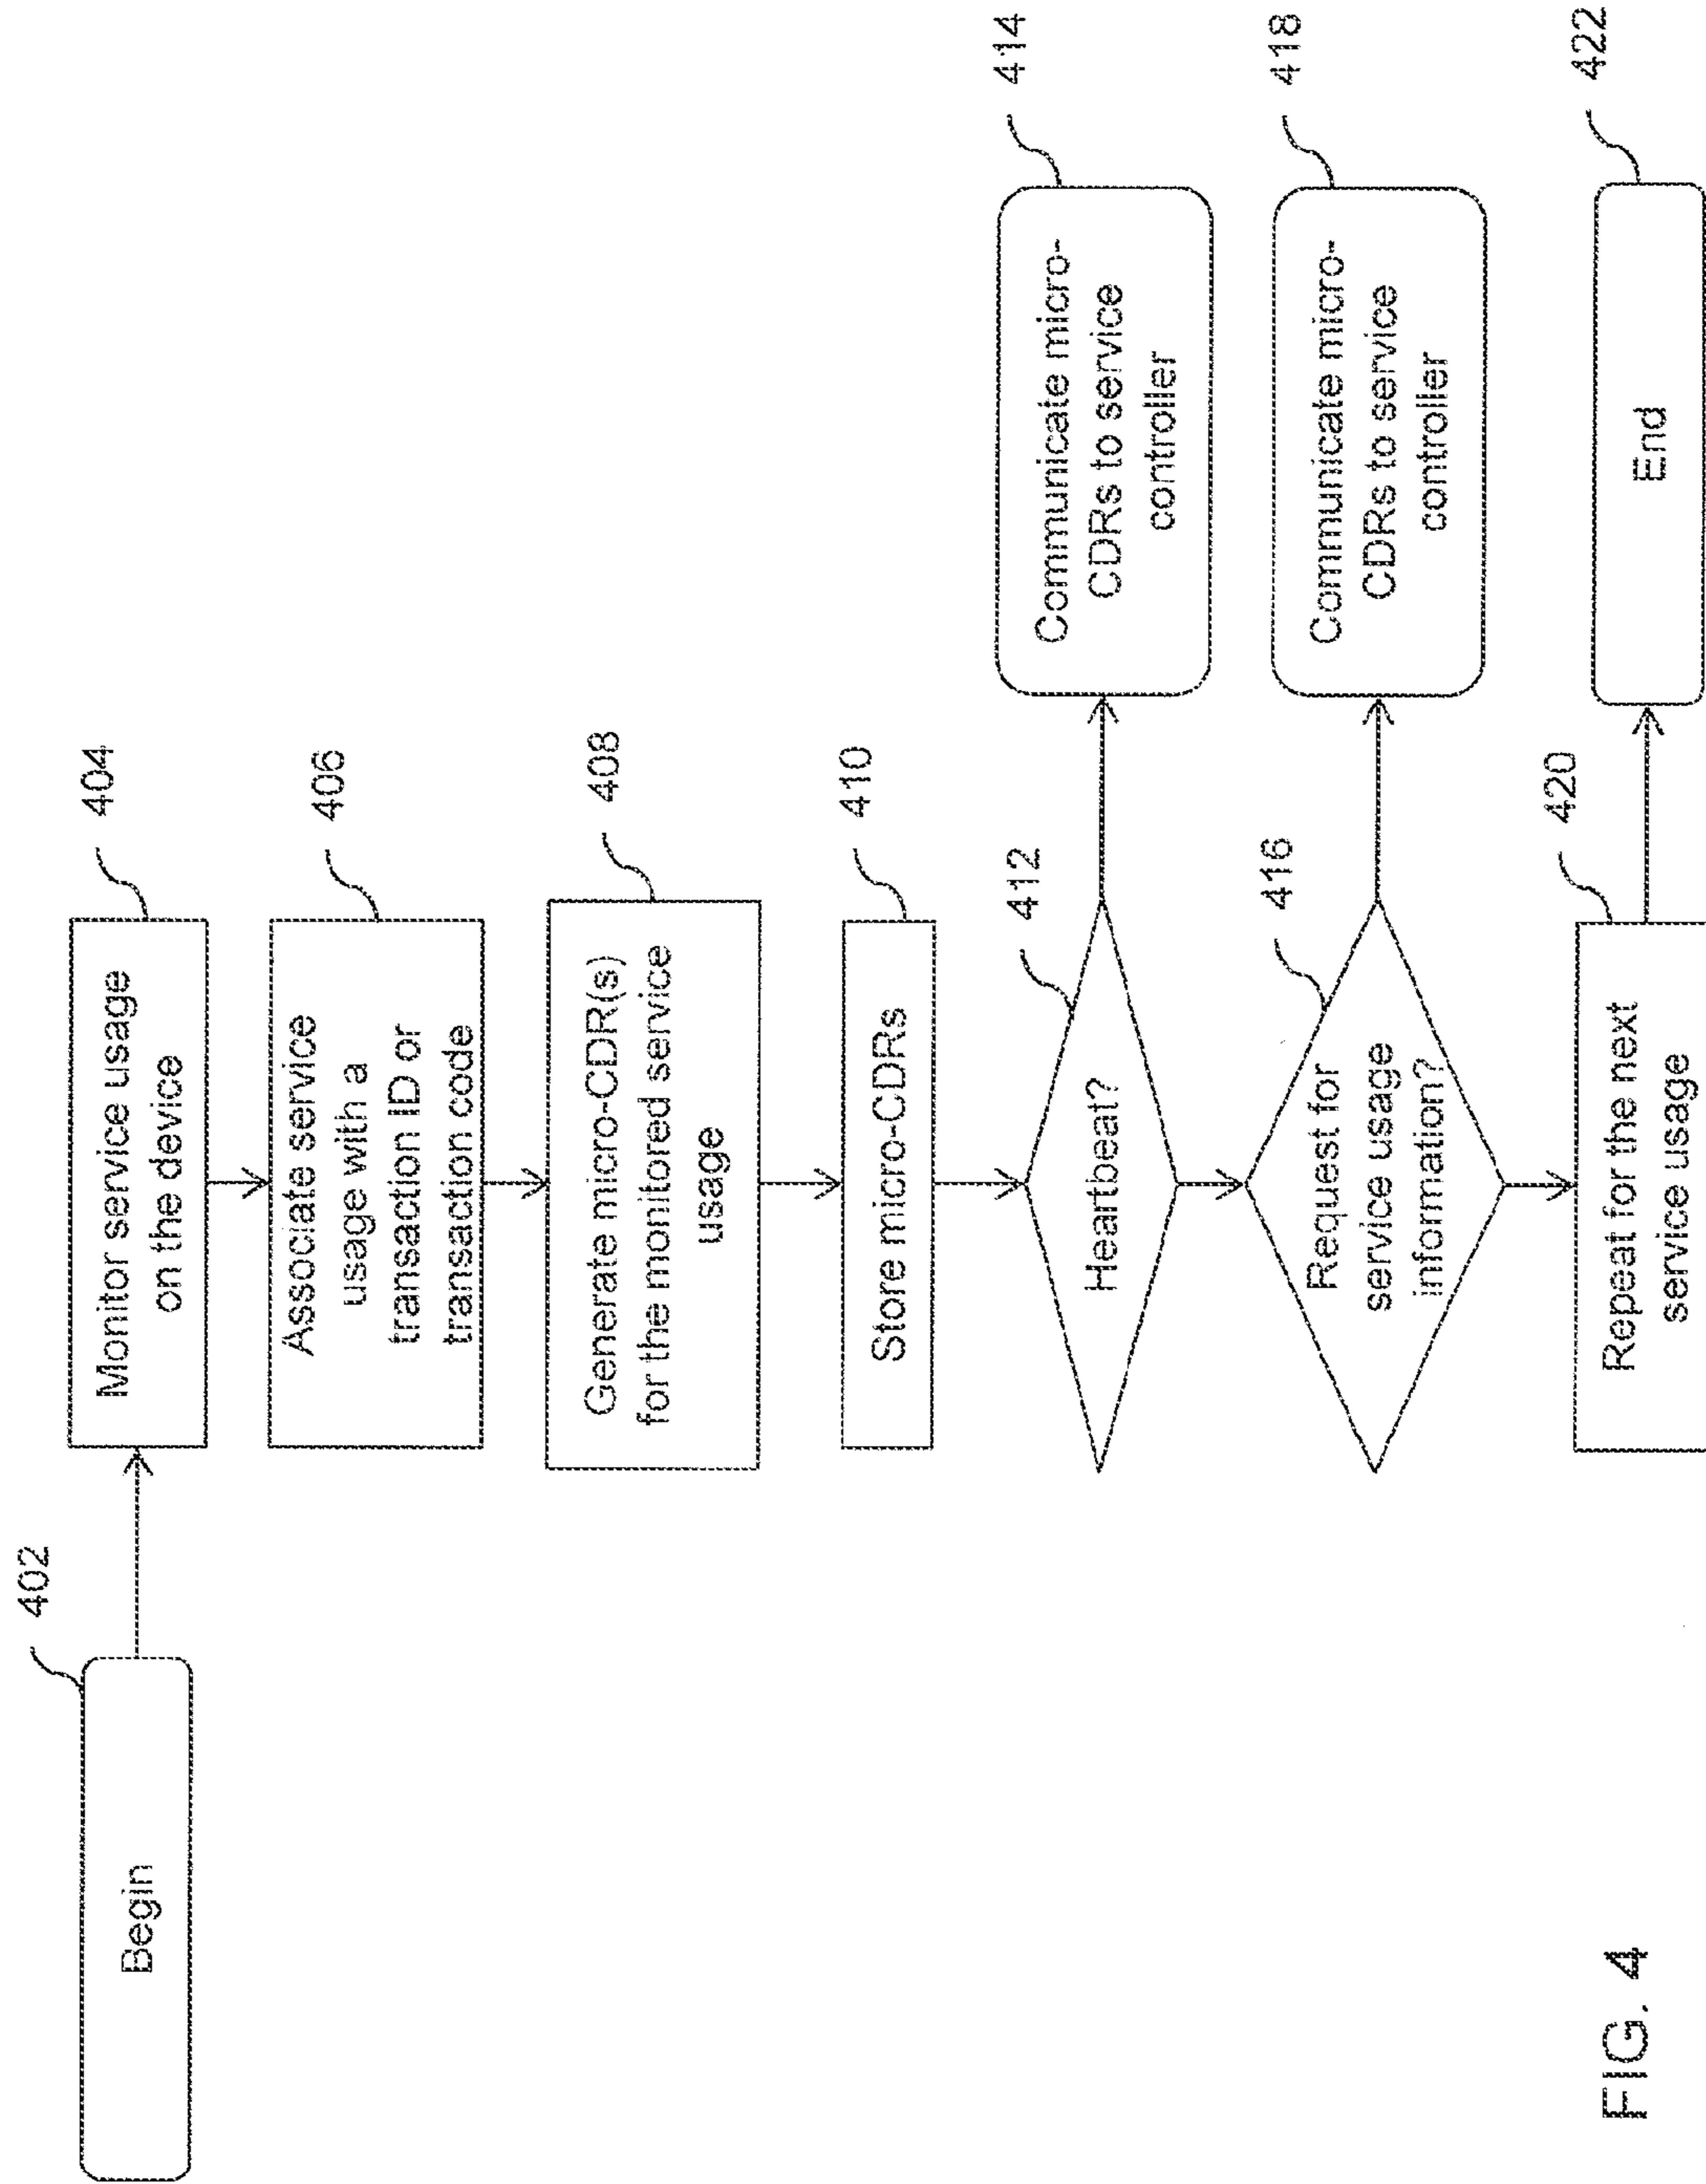 402
Begin
404
Monitor service usage
on the device
406
Associate service
usage with a
transaction ID or
transaction code
408
Generate micro-CDR(s)
for the monitored service
usage
410
Store micro-CDRs
412
Heartbeat?
414
Communicate micro-
CDRs to service
controller
416
Request for
service usage
information?
418
Communicate micro-
CDRs to service
controller
420
Repeat for the next
service usage
422
End
FIG. 4